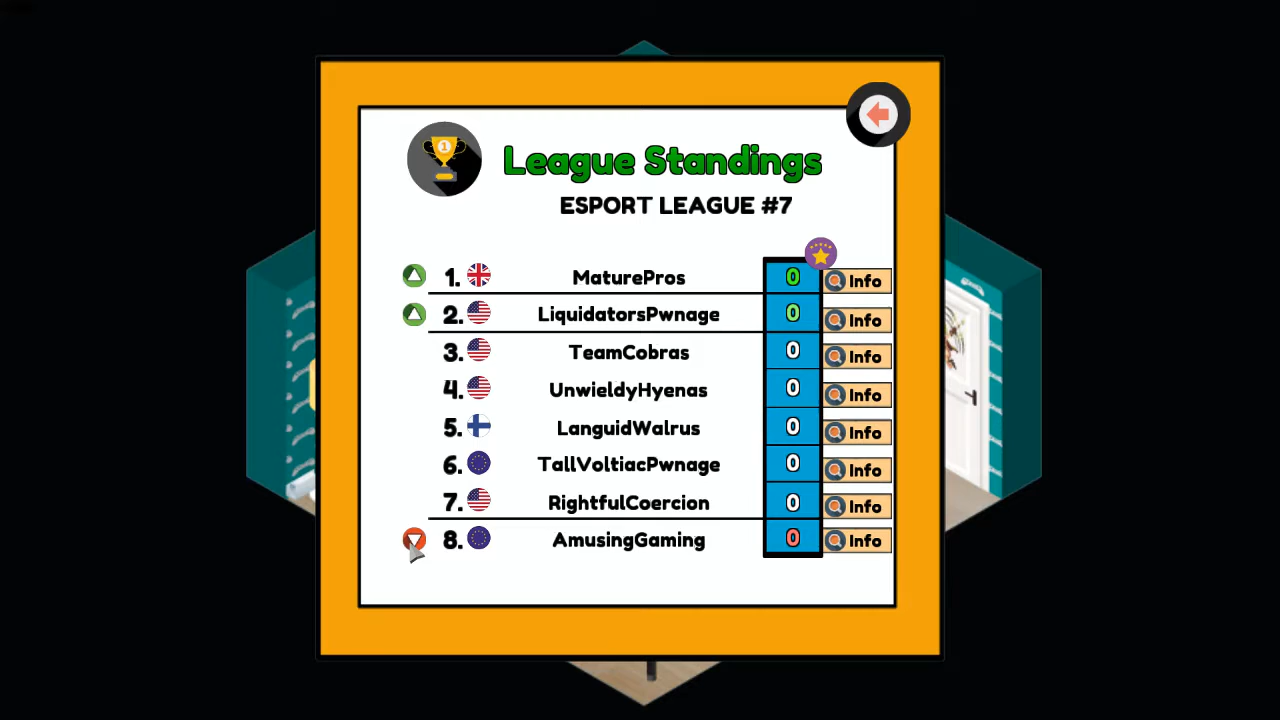 1
League Standings
ESPORT LEAGUE #7
1. MaturePros 0 Info
2. LiquidatorsPwnage 0 Info
3. TeamCobras 0 Info
4. UnwieldyHyenas 0 Info
5. LanguidWalrus 0 Info
6. TallVoltiacPwnage 0 Info
7. RightfulCoercion 0 Info
8. AmusingGaming 0 Info